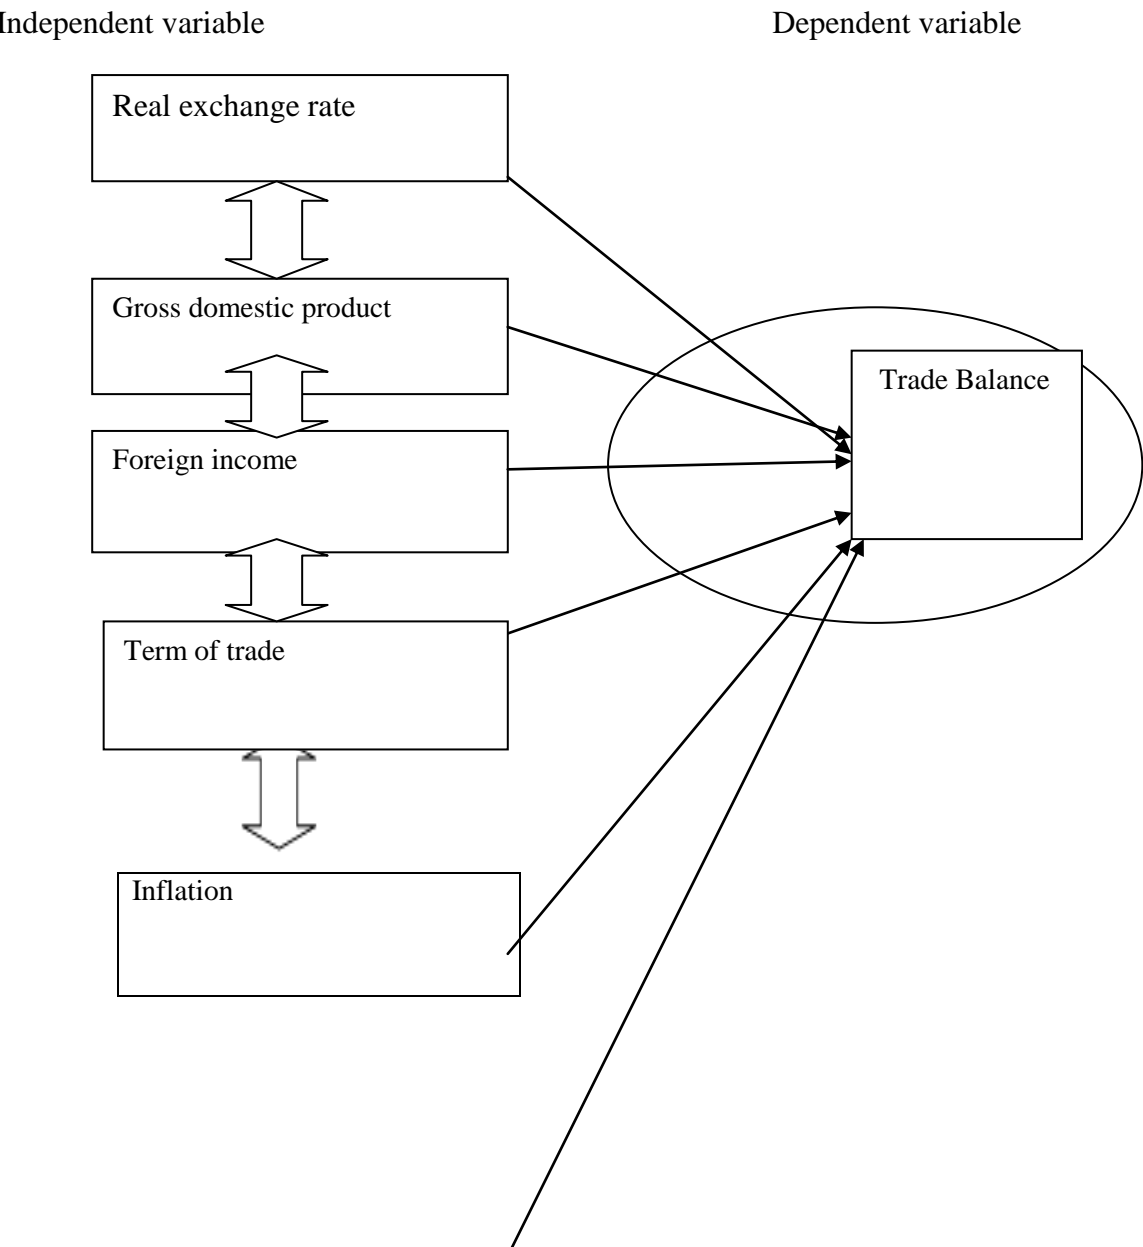 Independent variable
Dependent variable
Real exchange rate
Gross domestic product
Trade Balance
Foreign income
Term of trade
Inflation